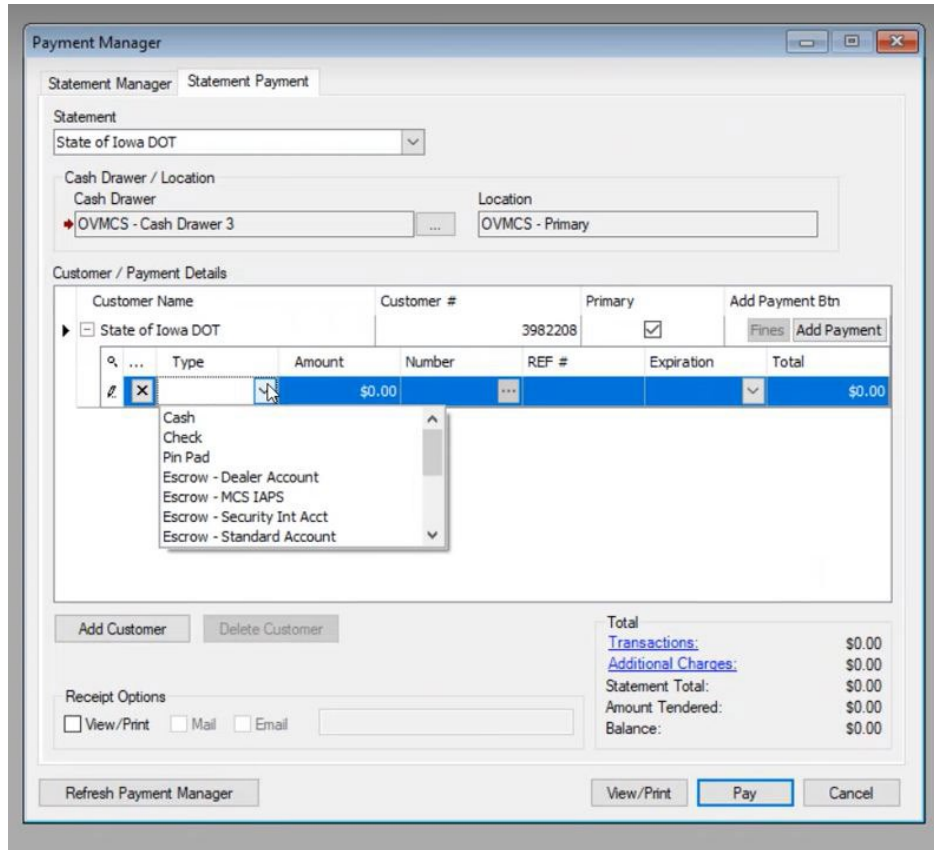 Payment Manager
Statement Manager Statement Payment
Statement
State of Iowa DOT
Cash Drawer / Location
Cash Drawer Location
OVMCS - Cash Drawer 3 ... OVMCS - Primary
Customer / Payment Details
Customer Name Customer # Primary Add Payment Btn
State of Iowa DOT 3982208 Fines Add Payment
... Type Amount Number REF # Expiration Total
$0.00 ... $0.00
Cash
Check
Pin Pad
Escrow - Dealer Account
Escrow - MCS IAPS
Escrow - Security Int Acct
Escrow - Standard Account
Add Customer Delete Customer
Total
Transactions: $0.00
Additional Charges: $0.00
Statement Total: $0.00
Amount Tendered: $0.00
Balance: $0.00
Receipt Options
View/Print Mail Email
Refresh Payment Manager View/Print Pay Cancel